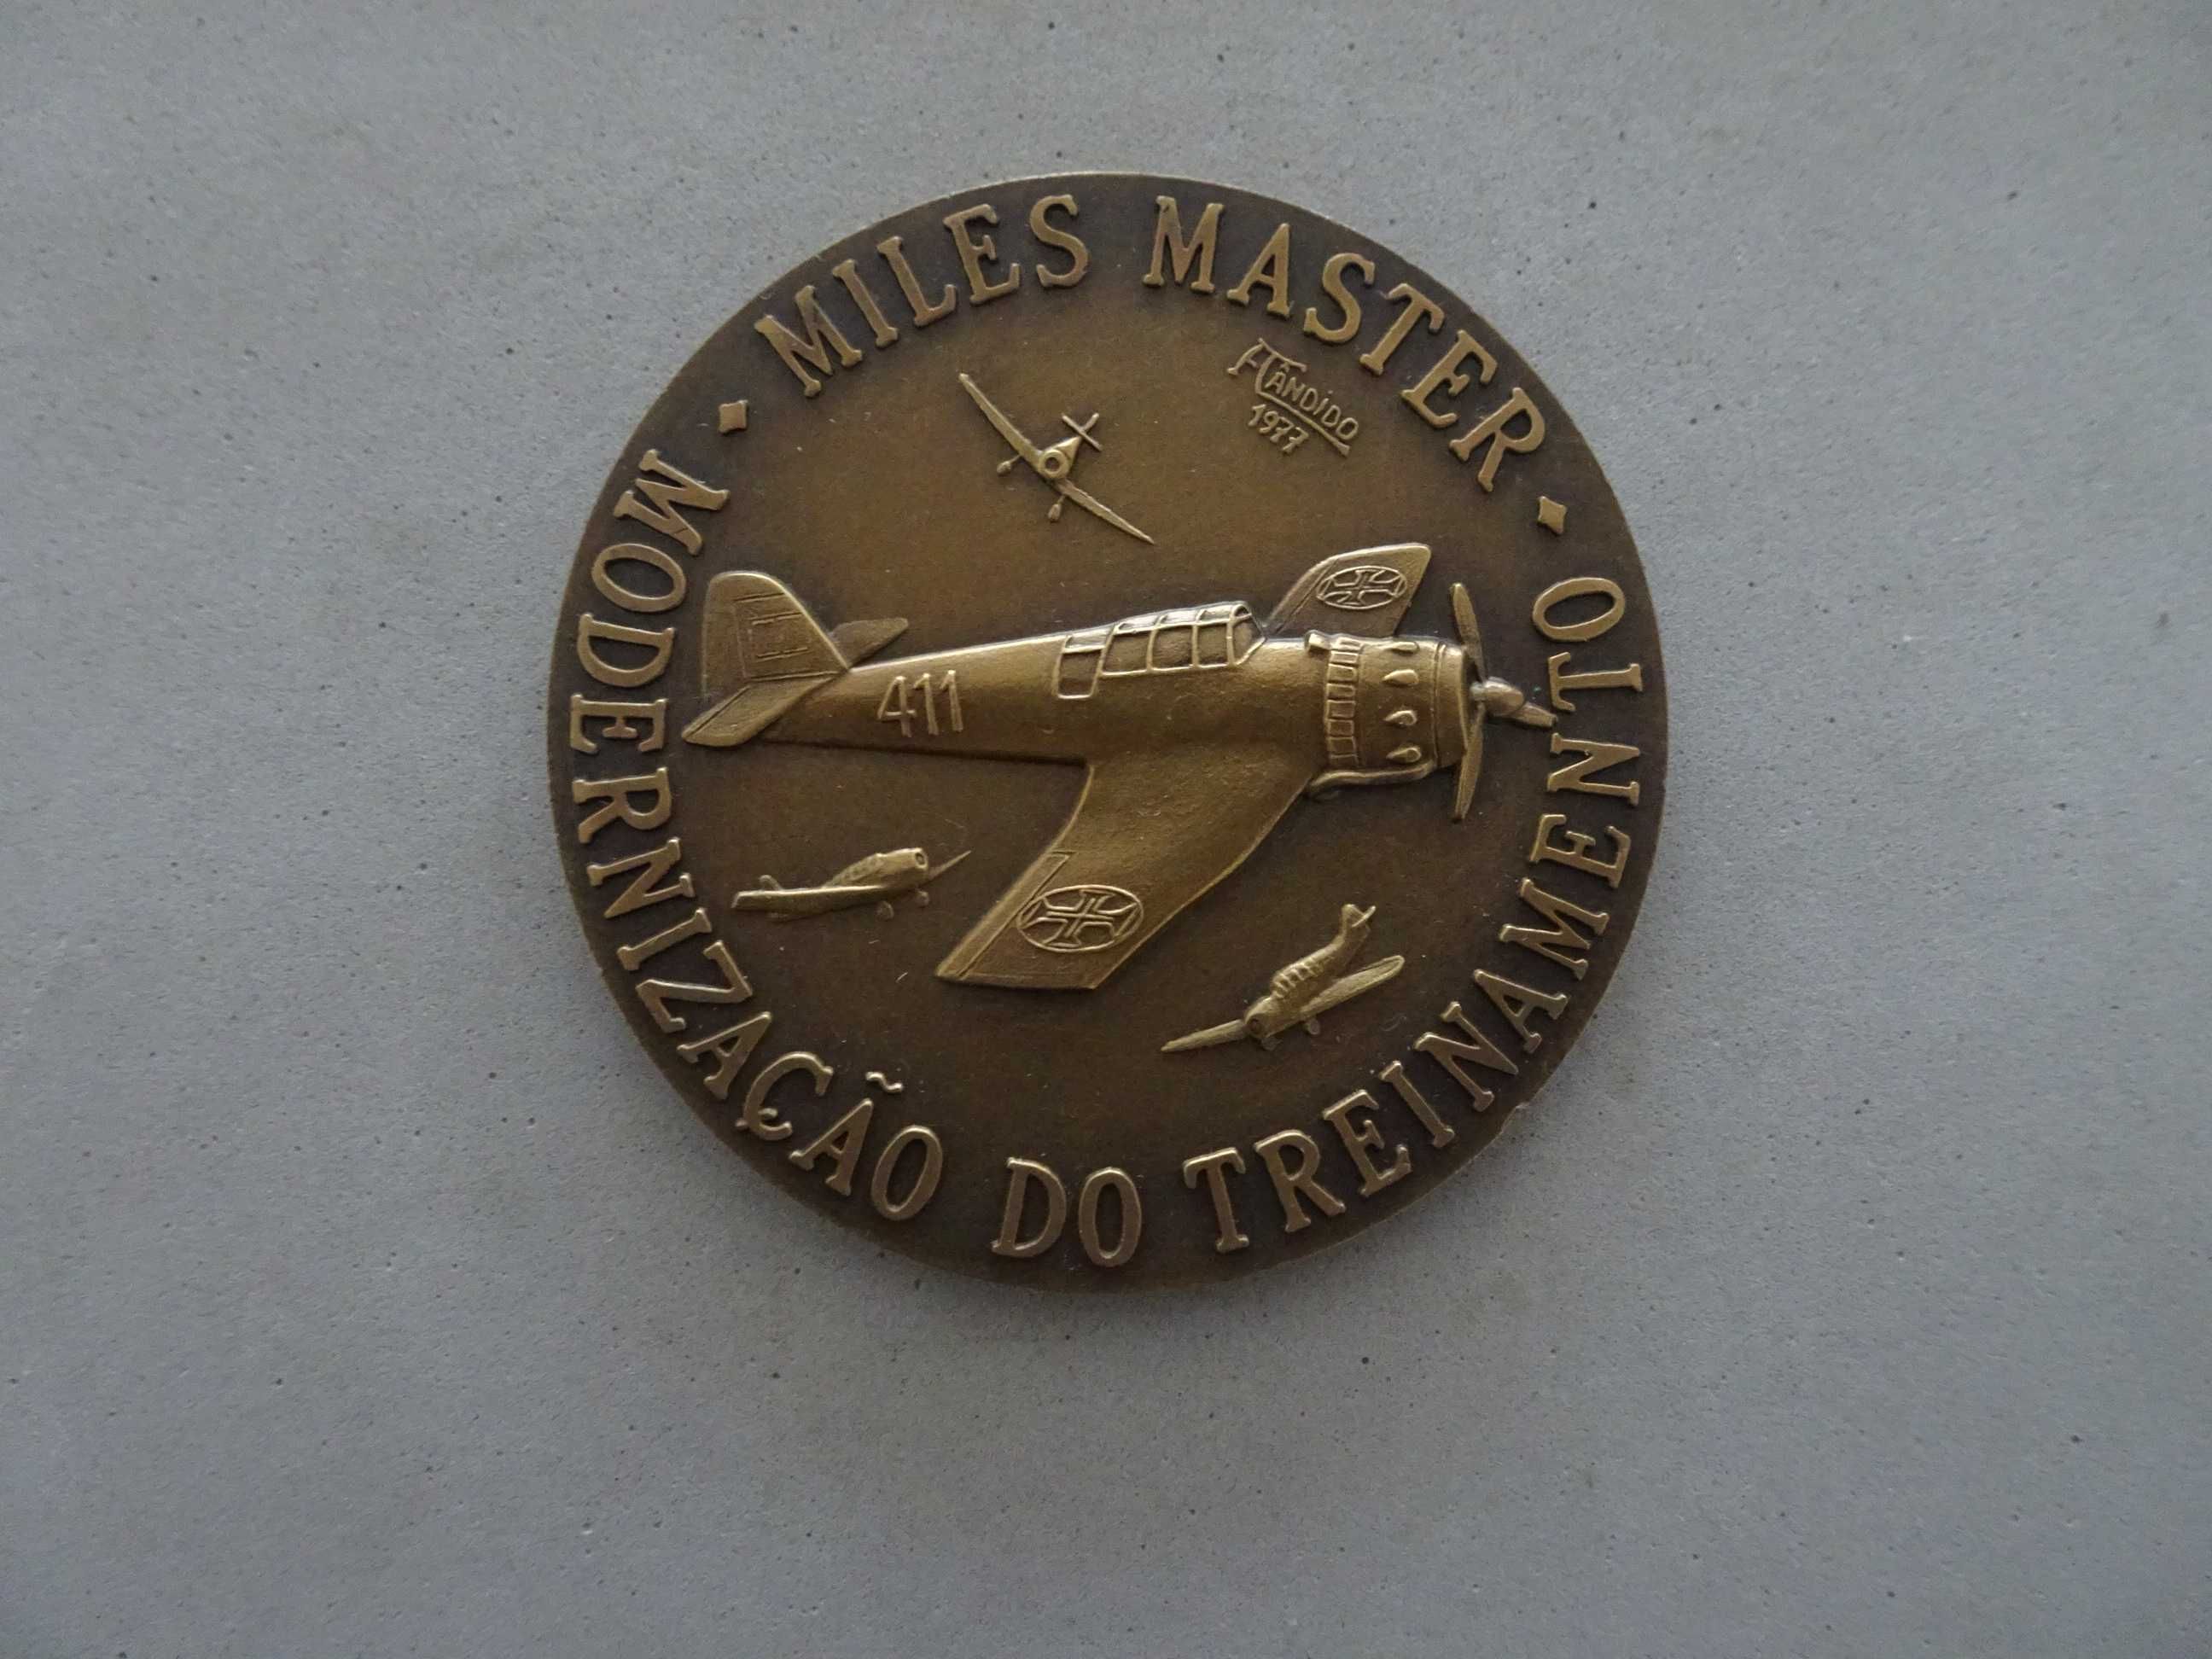 MILES MASTER
MODERNIZAÇÃO DO TREINAMENTO
CÂNDIDO
1977
411